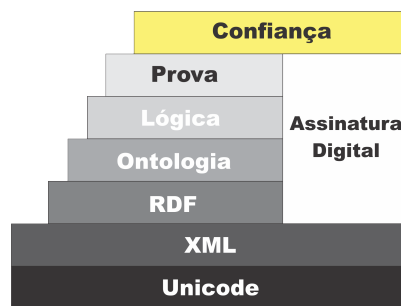 Confiança
Prova
Lógica
Assinatura
Digital
Ontologia
RDF
XML
Unicode